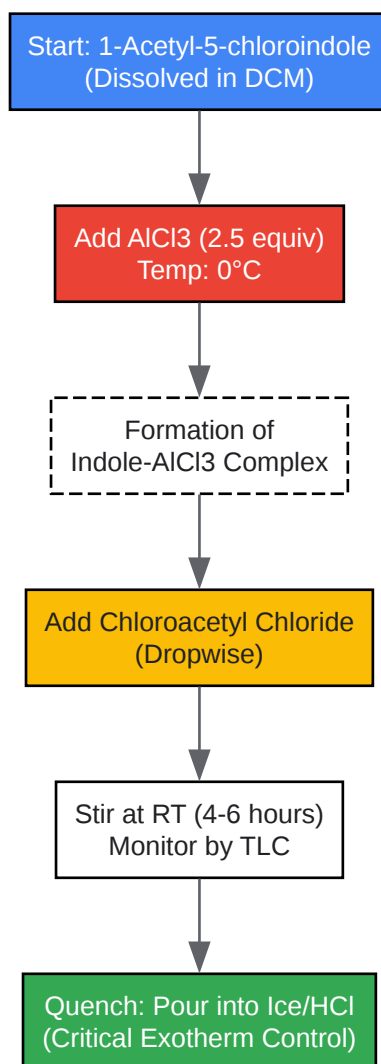 Start: 1-Acetyl-5-chloroindole
(Dissolved in DCM)
Add AlCl3 (2.5 equiv)
Temp: 0°C
Formation of
Indole-AlCl3 Complex
Add Chloroacetyl Chloride
(Dropwise)
Stir at RT (4-6 hours)
Monitor by TLC
Quench: Pour into Ice/HCl
(Critical Exotherm Control)